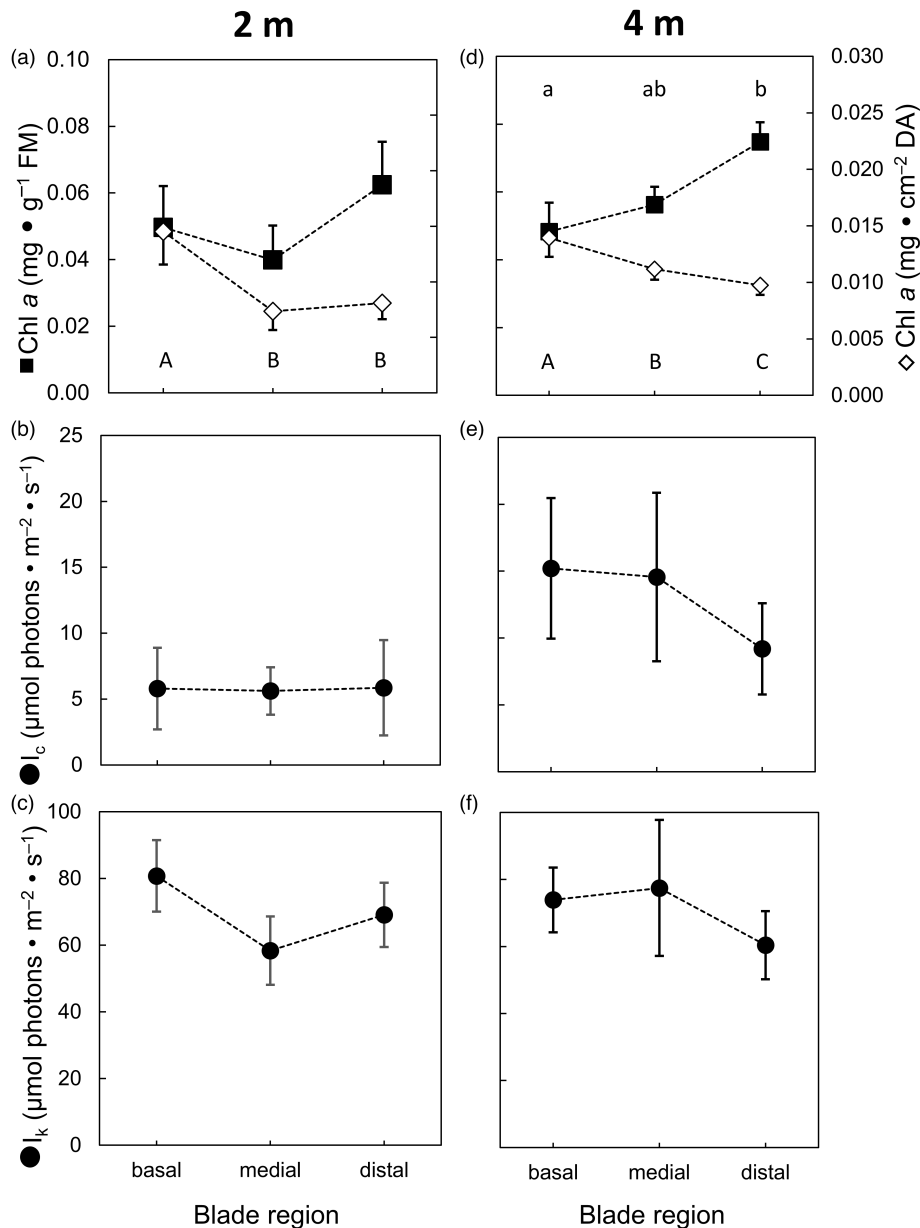 2 m
4 m
(a)
0.10
0.08
0.06
0.04
0.02
0.00
■Chl a (mg • g⁻¹ FM)
A
B
B
(d)
a
ab
b
A
B
C
0.030
0.025
0.020
0.015
0.010
0.005
0.000
◇Chl a (mg • cm⁻² DA)
(b)
25
20
15
10
5
0
●I_c (µmol photons • m⁻² • s⁻¹)
(e)
(c)
100
80
60
40
20
0
●I_k (µmol photons • m⁻² • s⁻¹)
basal
medial
distal
Blade region
(f)
basal
medial
distal
Blade region